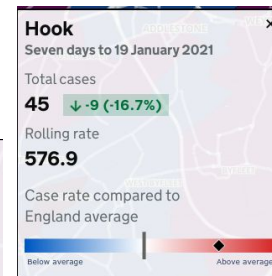 Hook
Seven days to 19 January 2021
Total cases
45 ↓ -9 (-16.7%)
Rolling rate
576.9
Case rate compared to
England average
Below average Above average